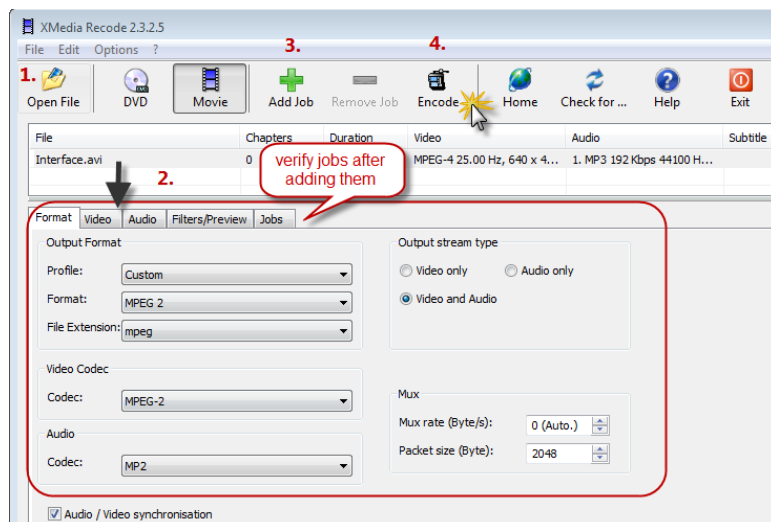 XMedia Recode 2.3.2.5
File Edit Options ?
3.
4.
1.
Open File DVD Movie Add Job Remove Job Encode Home Check for ... Help Exit
File Chapters Duration Video Audio Subtitle
Interface.avi 0 MPEG-4 25.00 Hz, 640 x 4... 1. MP3 192 Kbps 44100 H...
verify jobs after
adding them
2.
Format Video Audio Filters/Preview Jobs
Output Format
Profile: Custom
Format: MPEG 2
File Extension: mpeg
Output stream type
Video only Audio only
Video and Audio
Video Codec
Codec: MPEG-2
Audio
Codec: MP2
Mux
Mux rate (Byte/s): 0 (Auto.)
Packet size (Byte): 2048
Audio / Video synchronisation